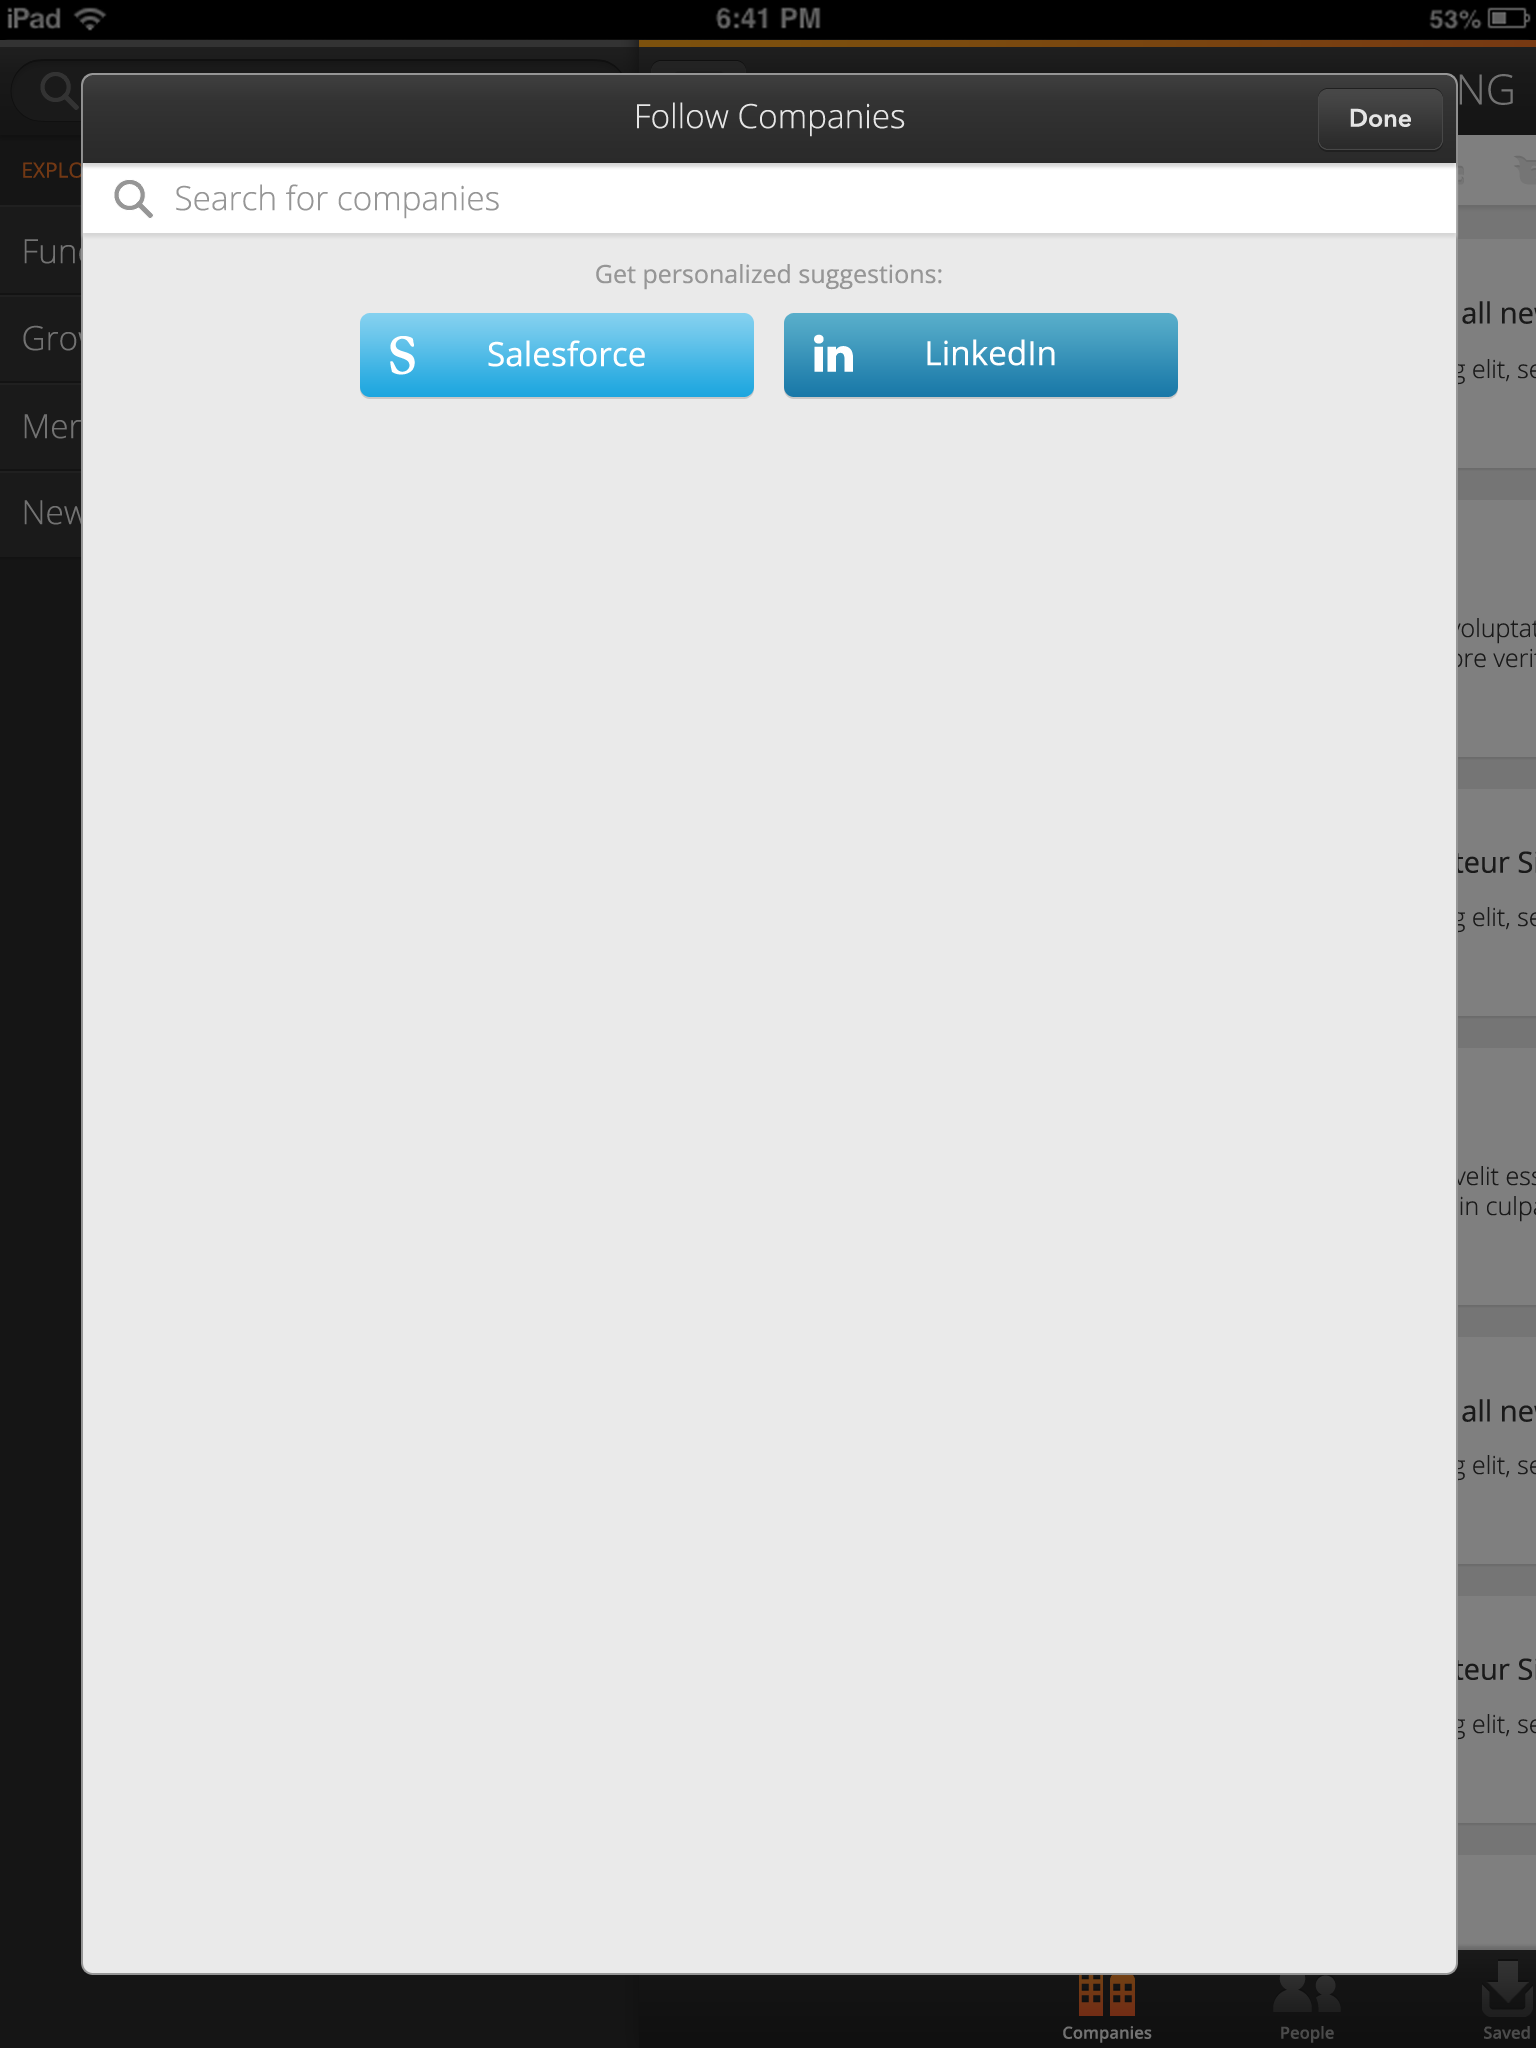 iPad 6:41 PM 53%
NG
Follow Companies
Done
Search for companies
EXPLO
Get personalized suggestions:
S Salesforce
in LinkedIn
Gro
Mer
New
all ne
g elit, se
voluptat
ore veri
teur S
g elit, se
velit ess
in culpa
all ne
g elit, se
teur S
g elit, se
Companies
People
Saved